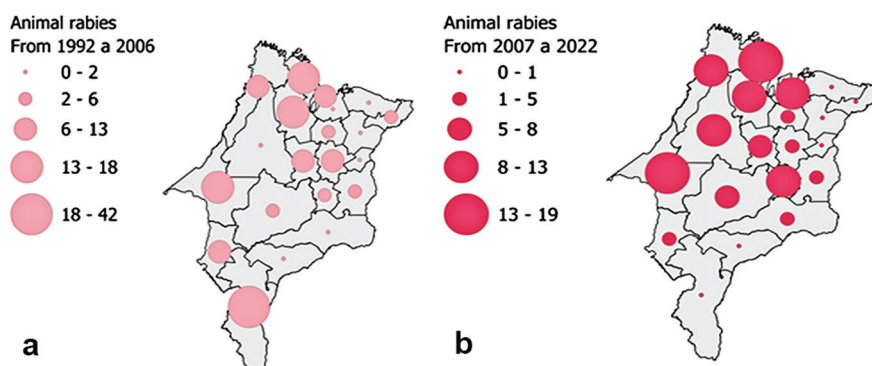 Animal rabies
From 1992 a 2006
0 - 2
2 - 6
6 - 13
13 - 18
18 - 42
a
Animal rabies
From 2007 a 2022
0 - 1
1 - 5
5 - 8
8 - 13
13 - 19
b